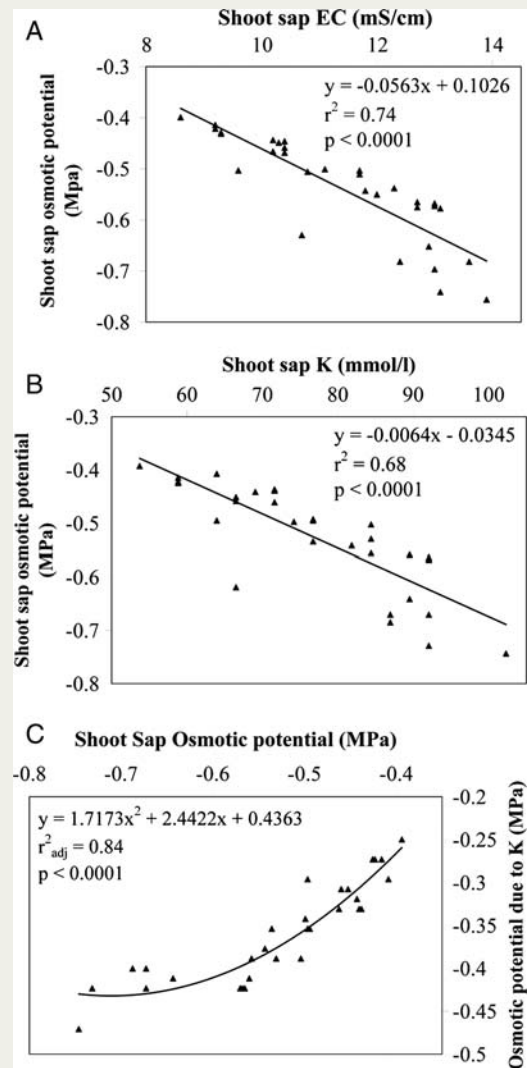 A
Shoot sap EC (mS/cm)
8 10 12 14
-0.3
-0.4
-0.5
-0.6
-0.7
-0.8
Shoot sap osmotic potential
(Mpa)
y = -0.0563x + 0.1026
r² = 0.74
p < 0.0001
B
Shoot sap K (mmol/l)
50 60 70 80 90 100
-0.3
-0.4
-0.5
-0.6
-0.7
-0.8
Shoot sap osmotic potential
(MPa)
y = -0.0064x - 0.0345
r² = 0.68
p < 0.0001
C
Shoot Sap Osmotic potential (MPa)
-0.8 -0.7 -0.6 -0.5 -0.4
y = 1.7173x² + 2.4422x + 0.4363
r²adj = 0.84
p < 0.0001
-0.2
-0.25
-0.3
-0.35
-0.4
-0.45
-0.5
Osmotic potential due to K (MPa)